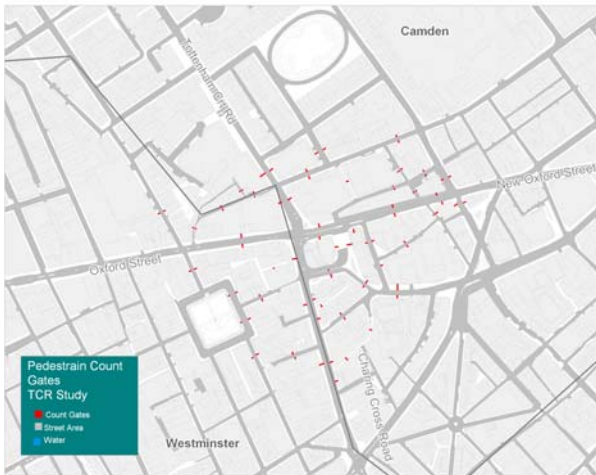 Camden
Tottenham Crt Rd
New Oxford Street
Oxford Street
Pedestrain Count
Gates
TCR Study
Count Gates
Street Area
Water
Charing Cross Road
Westminster